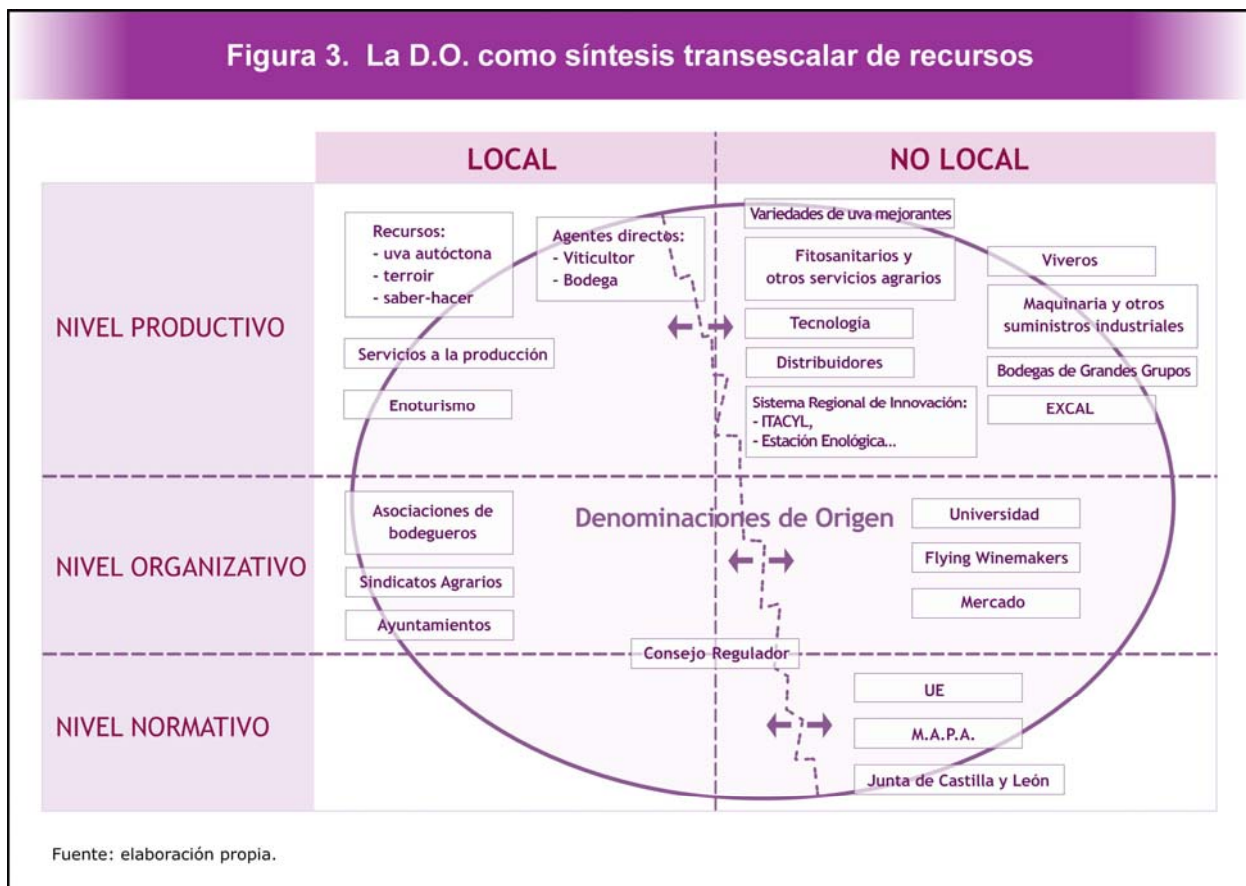 Figura 3. La D.O. como síntesis transescalar de recursos
LOCAL
NO LOCAL
NIVEL PRODUCTIVO
Recursos:
- uva autóctona
- terroir
- saber-hacer
Agentes directos:
- Viticultor
- Bodega
Servicios a la producción
Enoturismo
Variedades de uva mejorantes
Fitosanitarios y
otros servicios agrarios
Tecnología
Distribuidores
Sistema Regional de Innovación:
- ITACYL,
- Estación Enológica...
Viveros
Maquinaria y otros
suministros industriales
Bodegas de Grandes Grupos
EXCAL
NIVEL ORGANIZATIVO
Asociaciones de
bodegueros
Sindicatos Agrarios
Ayuntamientos
Denominaciones de Origen
Universidad
Flying Winemakers
Mercado
Consejo Regulador
NIVEL NORMATIVO
UE
M.A.P.A.
Junta de Castilla y León
Fuente: elaboración propia.